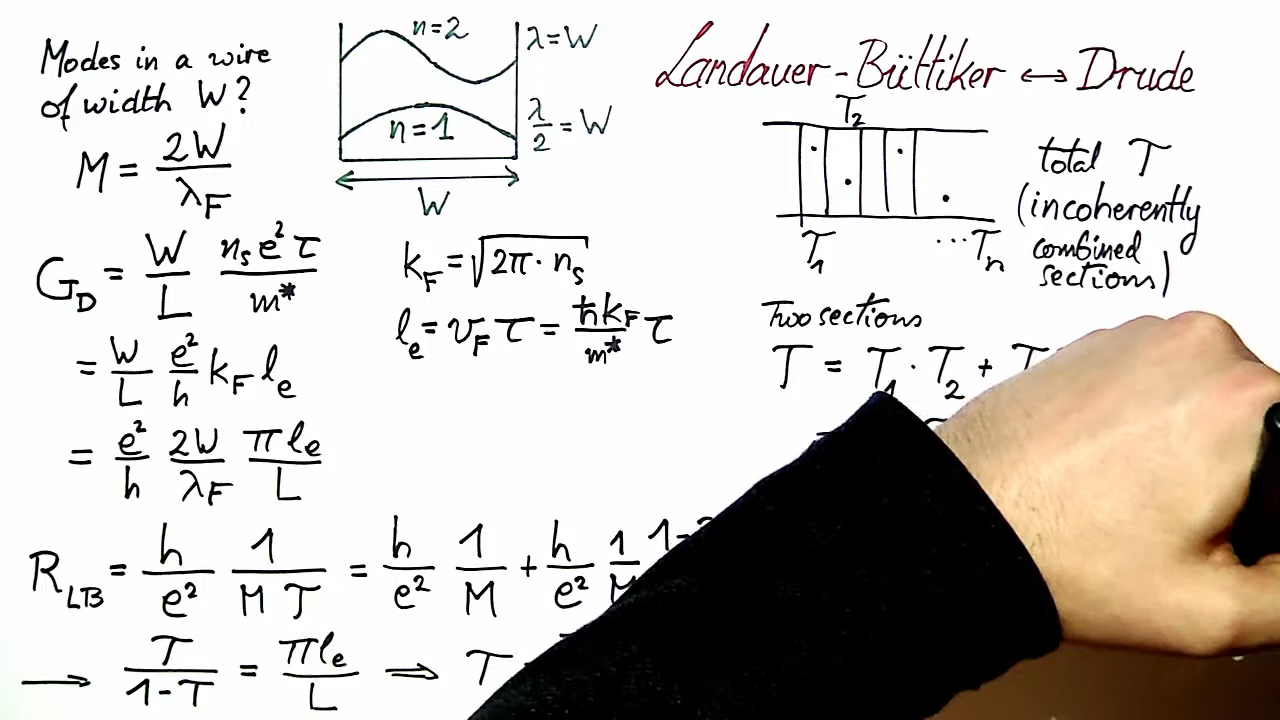 Modes in a wire
of width W?
M = 2W / λF
n=2
λ=W
n=1
λ/2 = W
W
GD = W/L nse²τ/m*
= W/L e²/h kF le
= e²/h 2W/λF πle/L
kF = √2π·ns
le = vF τ = ħkF/m* τ
RLB = h/e² 1/MT = h/e² 1/M + h/e² 1/M 1-
→ T/1-T = πle/L ⇒ T
Landauer-Büttiker ↔ Drude
T2
T1
...Tn
total T
(incoherently
combined
sections)
Two sections
T = T1·T2 +